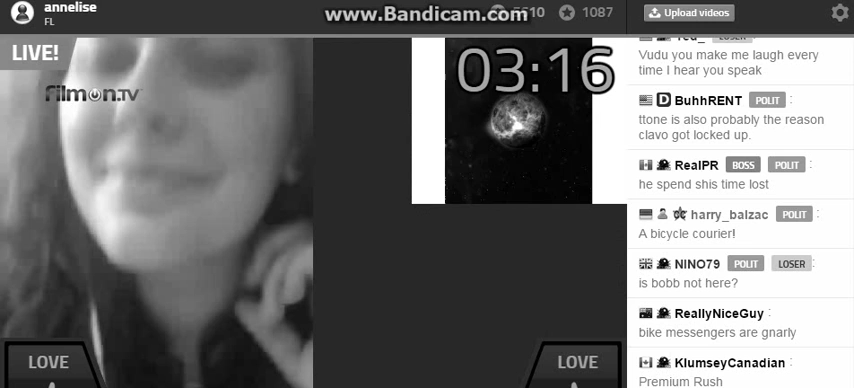 annelise
FL
www.Bandicam.com
1087
Upload videos
LIVE!
filmon.TV
03:16
LOSER
Vudu you make me laugh every
time I hear you speak
BuhhRENT POLIT :
ttone is also probably the reason
clavo got locked up.
RealPR BOSS POLIT :
he spend shis time lost
harry_balzac POLIT :
A bicycle courier!
NINO79 POLIT LOSER :
is bobb not here?
ReallyNiceGuy :
bike messengers are gnarly
KlumseyCanadian :
Premium Rush
LOVE
LOVE